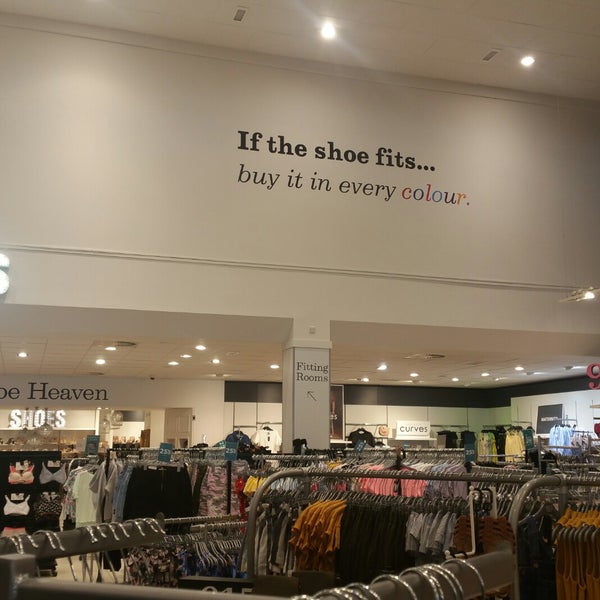 If the shoe fits...
buy it in every colour.
Fitting
Rooms
oe Heaven
SHOES
curves